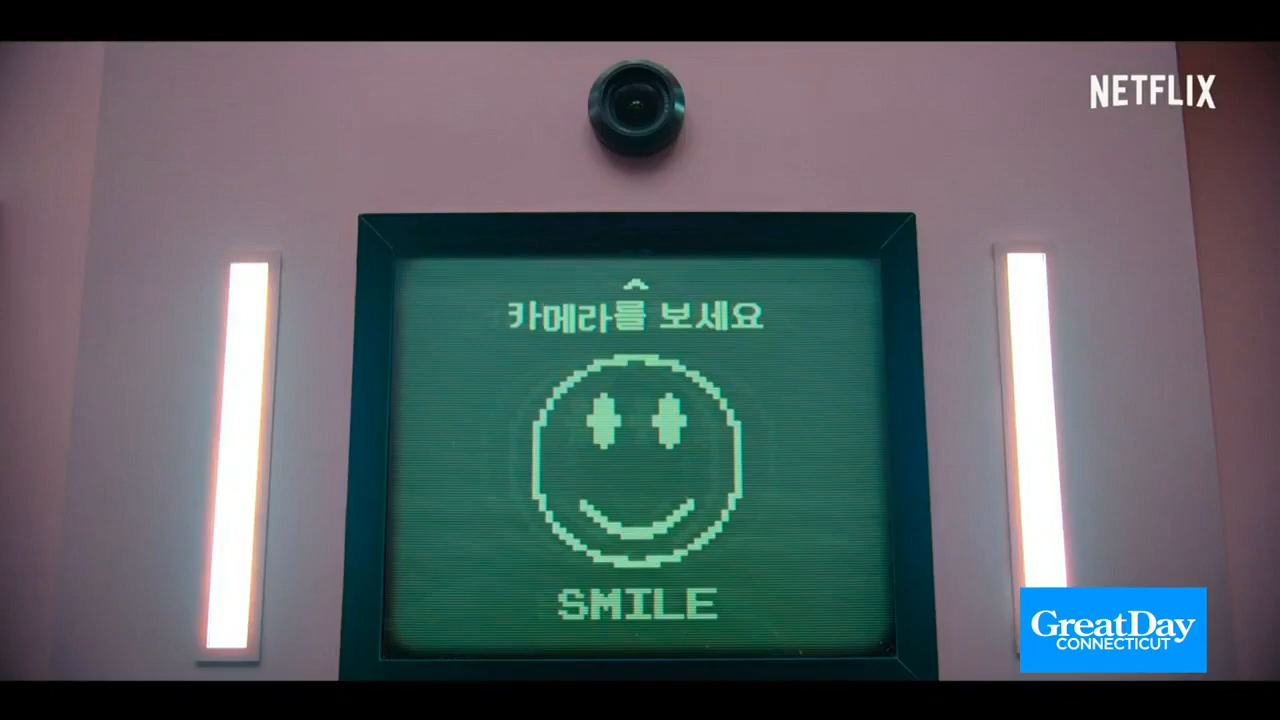 NETFLIX
카메라를 보세요
SMILE
GreatDay
CONNECTICUT